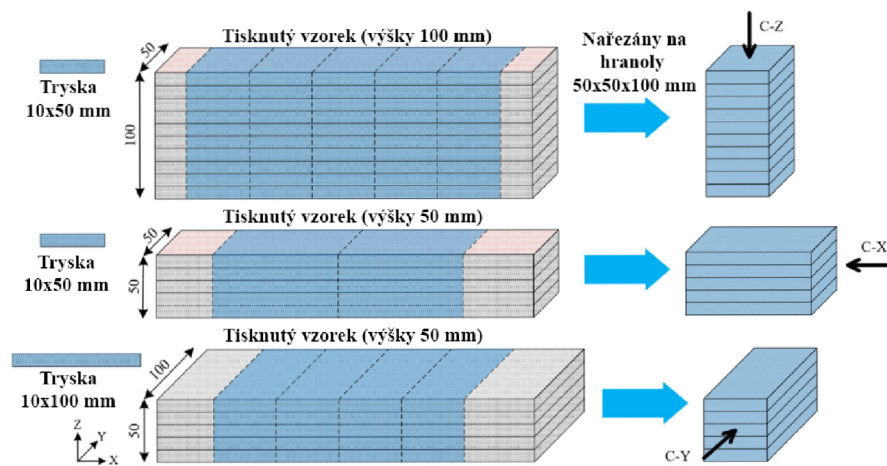 Tisknutý vzorek (výšky 100 mm)
Nařezány na
hranoly
50x50x100 mm
C-Z
50
Tryska
10x50 mm
100
Tisknutý vzorek (výšky 50 mm)
50
Tryska
10x50 mm
50
C-X
Tisknutý vzorek (výšky 50 mm)
100
Tryska
10x100 mm
50
Z
Y
X
C-Y